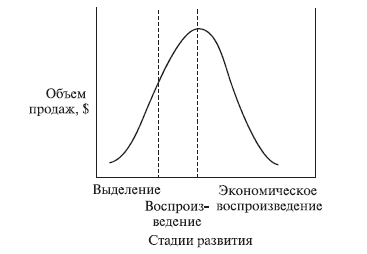 Объем
продаж, $
Выделение
Экономическое
Воспроиз- воспроизведение
ведение
Стадии развития